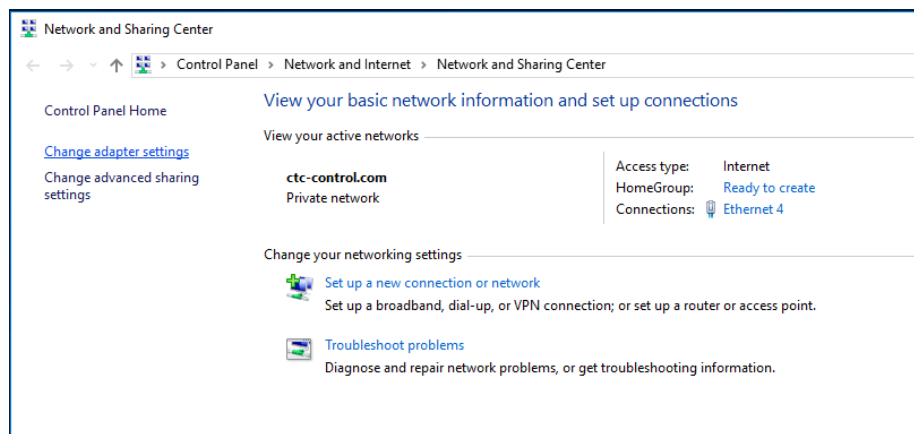 Network and Sharing Center
Control Panel > Network and Internet > Network and Sharing Center
Control Panel Home
Change adapter settings
Change advanced sharing
settings
View your basic network information and set up connections
View your active networks
ctc-control.com
Private network
Access type: Internet
HomeGroup: Ready to create
Connections: Ethernet 4
Change your networking settings
Set up a new connection or network
Set up a broadband, dial-up, or VPN connection; or set up a router or access point.
Troubleshoot problems
Diagnose and repair network problems, or get troubleshooting information.